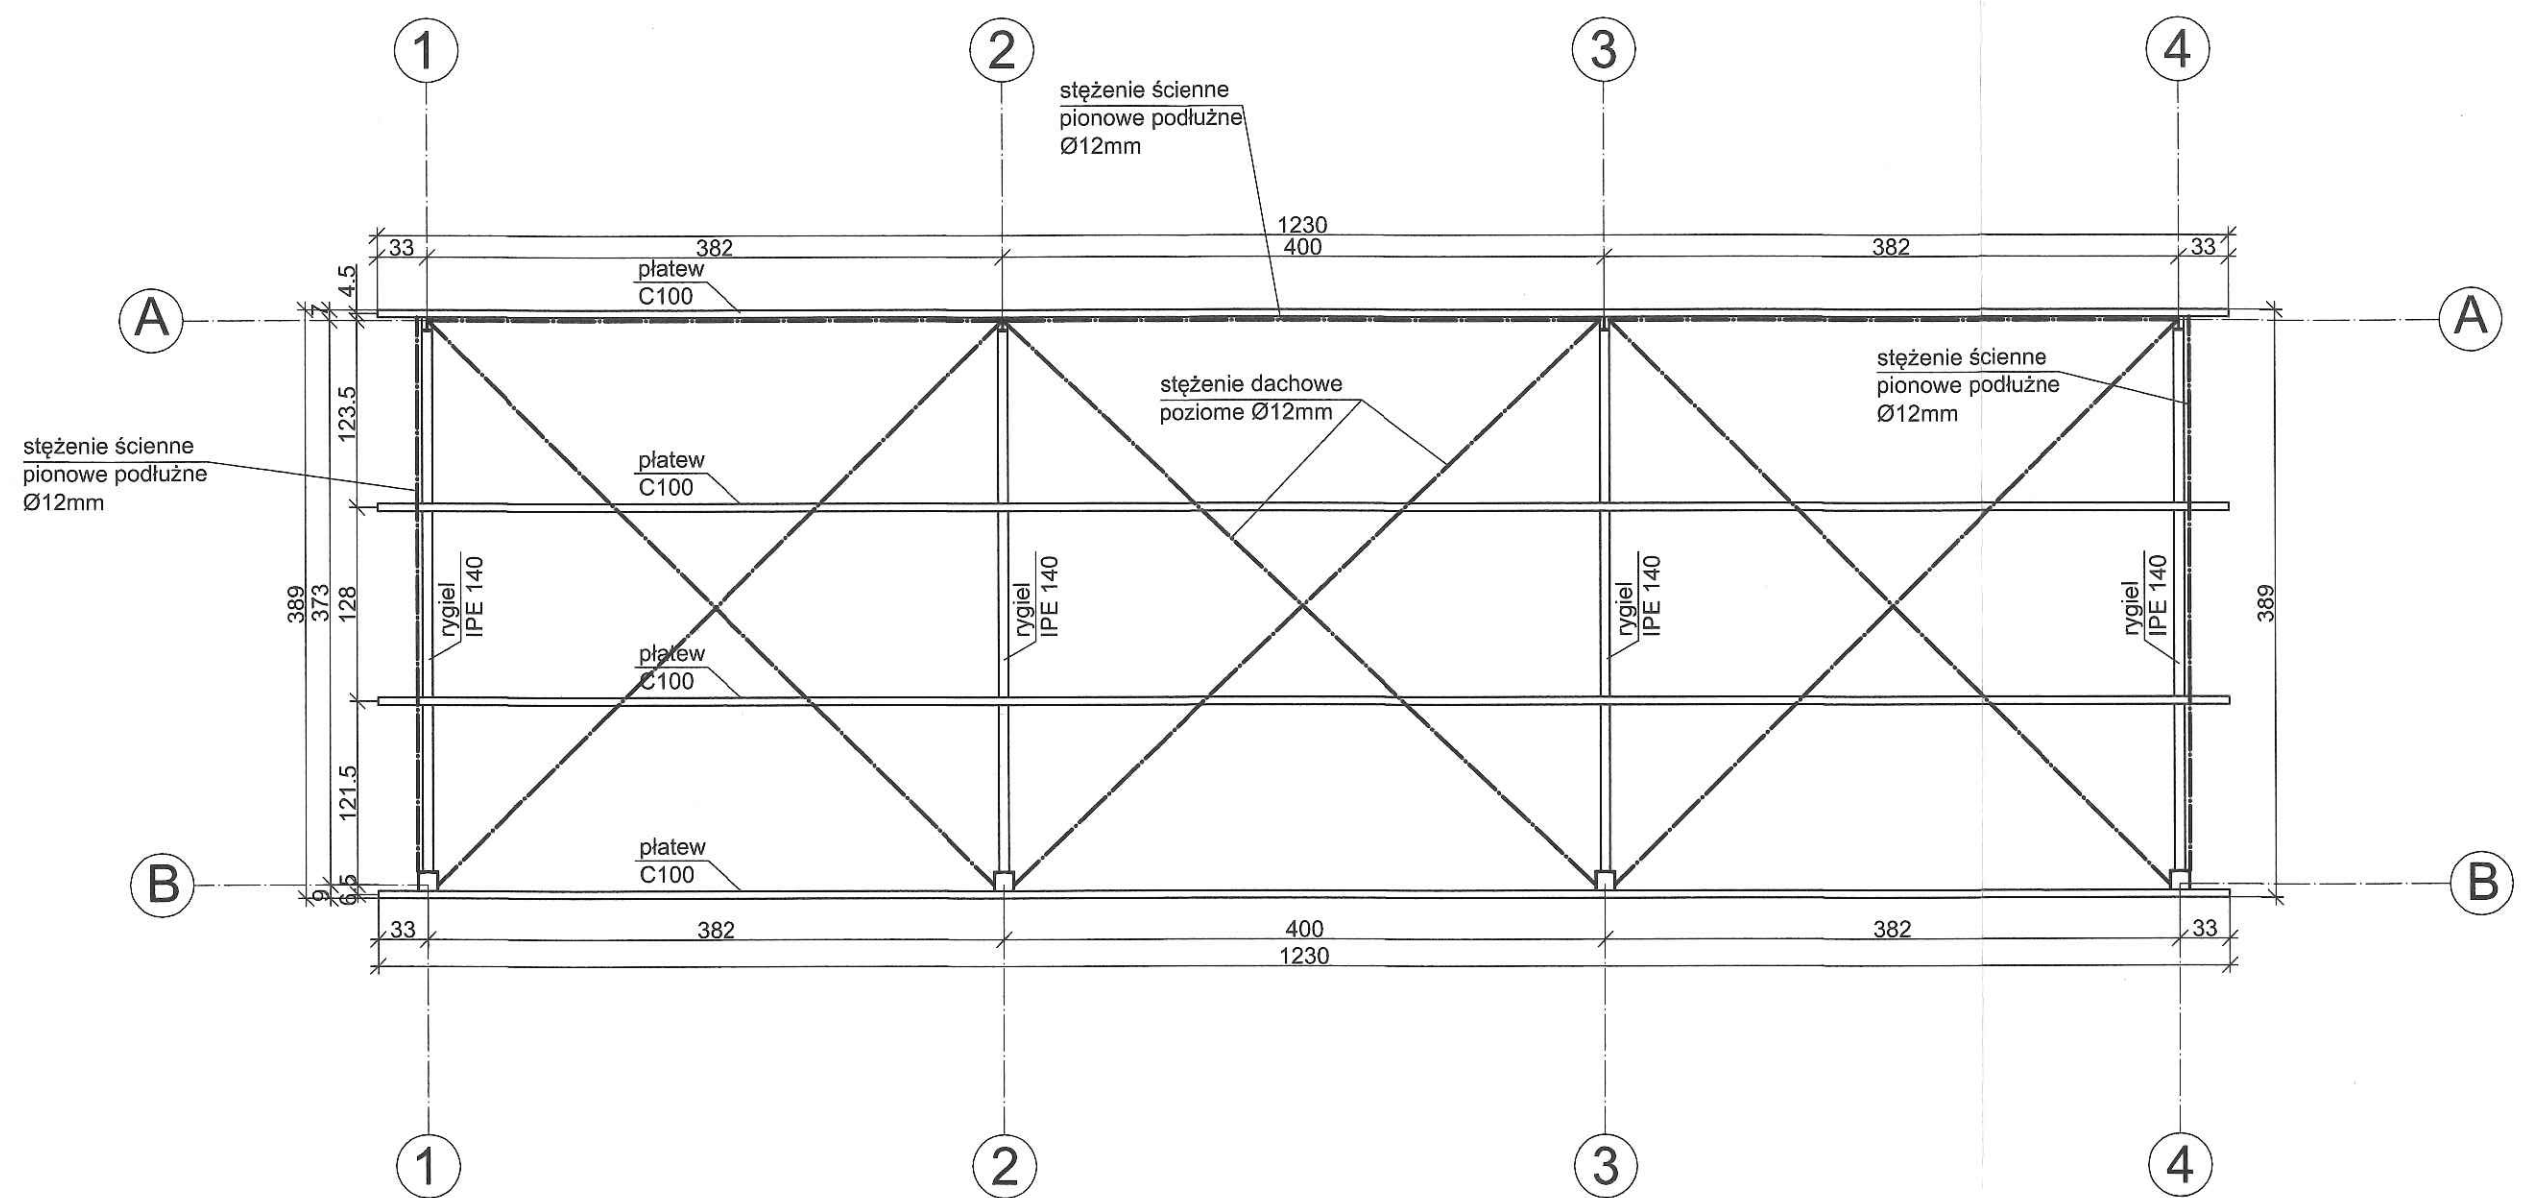 1
2
3
4
stężenie ścienne
pionowe podłużne
Ø12mm
1230
33
382
400
382
33
4.5
płatew
C100
7
A
A
stężenie ścienne
pionowe podłużne
Ø12mm
stężenie dachowe
poziome Ø12mm
123.5
stężenie ścienne
pionowe podłużne
Ø12mm
płatew
C100
389
373
128
rygiel
IPE 140
rygiel
IPE 140
rygiel
IPE 140
rygiel
IPE 140
389
płatew
C100
121.5
płatew
C100
B
9
B
33
382
400
382
33
1230
1
2
3
4